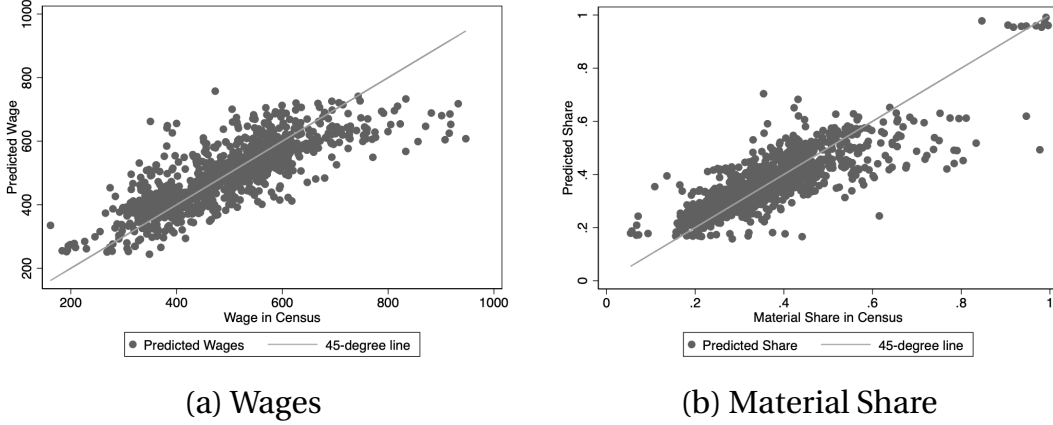 1000
800
600
400
200
Predicted Wage
200 400 600 800 1000
Wage in Census
Predicted Wages 45-degree line
(a) Wages
1
.8
.6
.4
.2
0
Predicted Share
0 .2 .4 .6 .8 1
Material Share in Census
Predicted Share 45-degree line
(b) Material Share